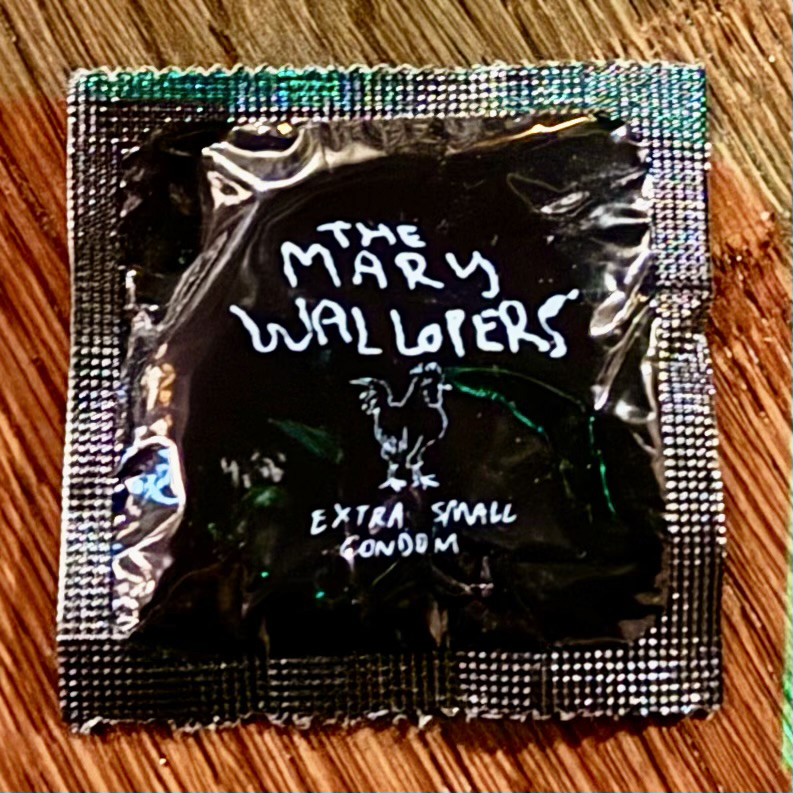 THE
MARY
WALLOPERS
EXTRA SMALL
CONDOM